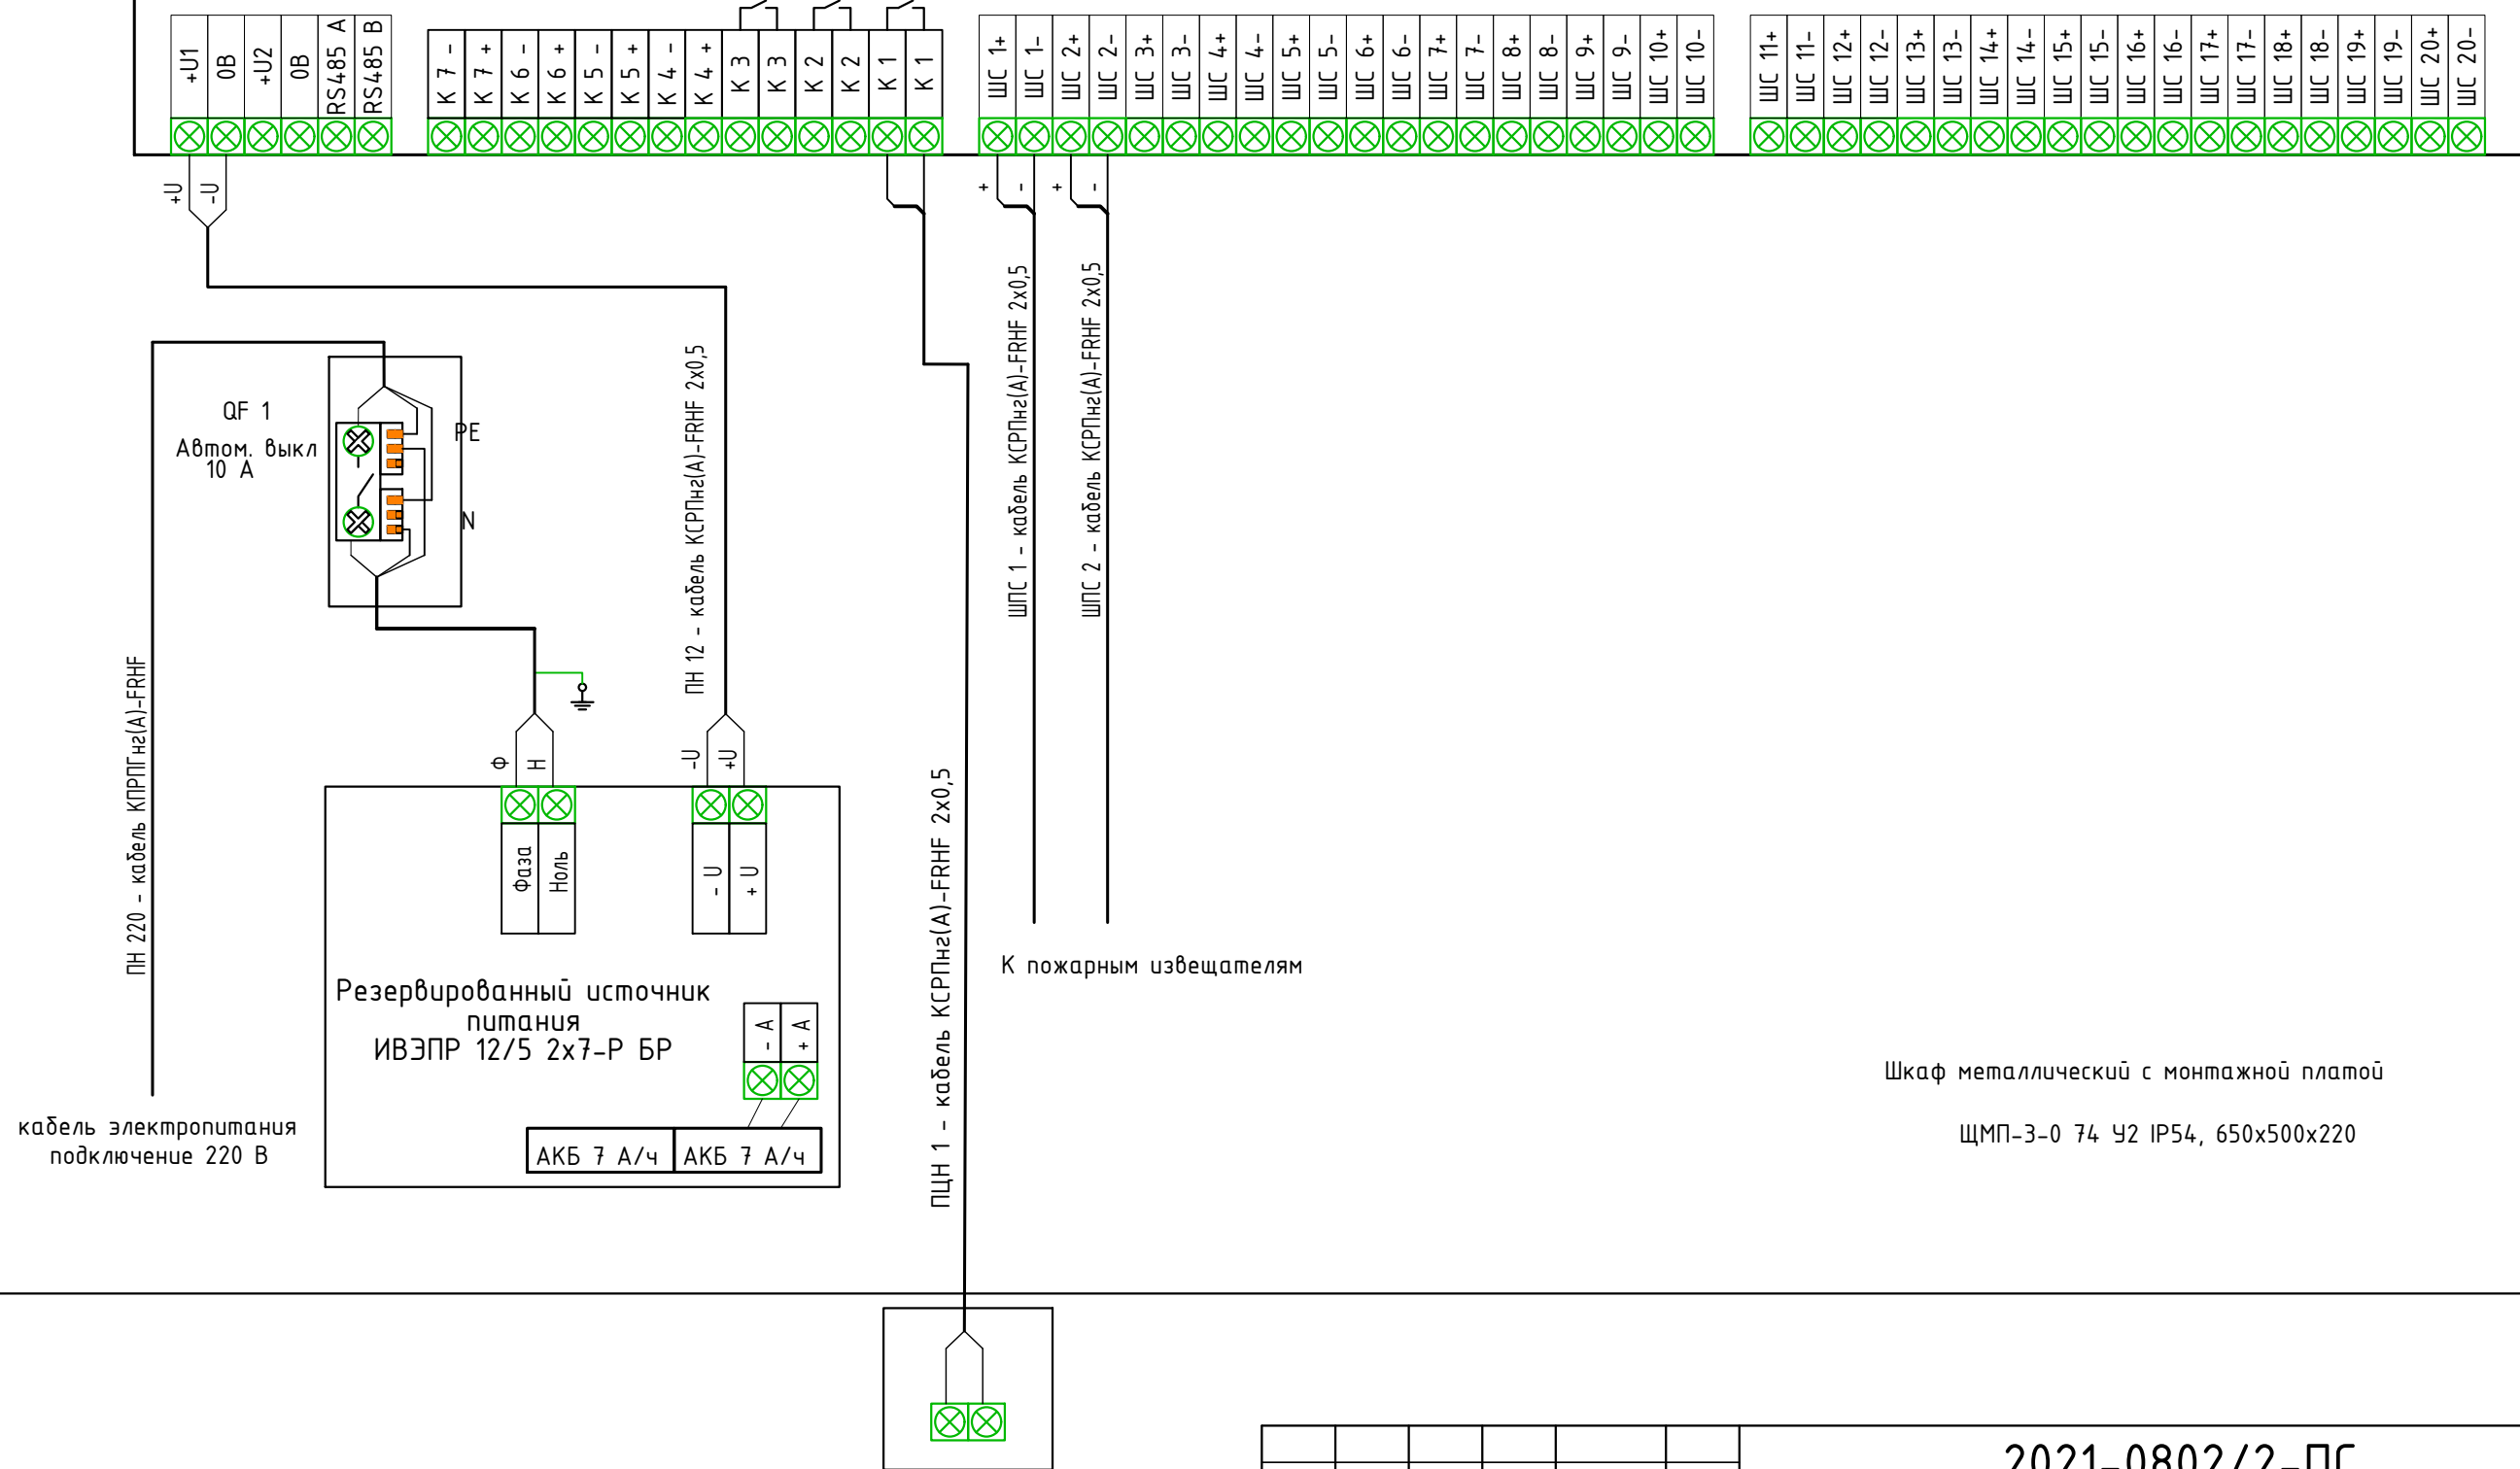 +U1
0В
+U2
0В
RS485 A
RS485 B
К 7 -
К 7 +
К 6 -
К 6 +
К 5 -
К 5 +
К 4 -
К 4 +
К 3
К 3
К 2
К 2
К 1
К 1
ШС 1+
ШС 1-
ШС 2+
ШС 2-
ШС 3+
ШС 3-
ШС 4+
ШС 4-
ШС 5+
ШС 5-
ШС 6+
ШС 6-
ШС 7+
ШС 7-
ШС 8+
ШС 8-
ШС 9+
ШС 9-
ШС 10+
ШС 10-
ШС 11+
ШС 11-
ШС 12+
ШС 12-
ШС 13+
ШС 13-
ШС 14+
ШС 14-
ШС 15+
ШС 15-
ШС 16+
ШС 16-
ШС 17+
ШС 17-
ШС 18+
ШС 18-
ШС 19+
ШС 19-
ШС 20+
ШС 20-
+U
-U
+
-
+
-
QF 1
Автом. выкл
10 А
PE
N
ПН 12 - кабель КСРПнг(А)-FRHF 2х0,5
ШПС 1 - кабель КСРПнг(А)-FRHF 2х0,5
ШПС 2 - кабель КСРПнг(А)-FRHF 2х0,5
ПН 220 - кабель КПРПГнг(А)-FRHF
Ф
Н
-U
+U
Фаза
Ноль
- U
+ U
ПЦН 1 - кабель КСРПнг(А)-FRHF 2х0,5
К пожарным извещателям
Резервированный источник
питания
ИВЭПР 12/5 2х7-Р БР
- А
+ А
АКБ 7 А/ч
АКБ 7 А/ч
кабель электропитания
подключение 220 В
Шкаф металлический с монтажной платой
ЩМП-3-0 74 У2 IP54, 650х500х220
2021-0802/2-ПС